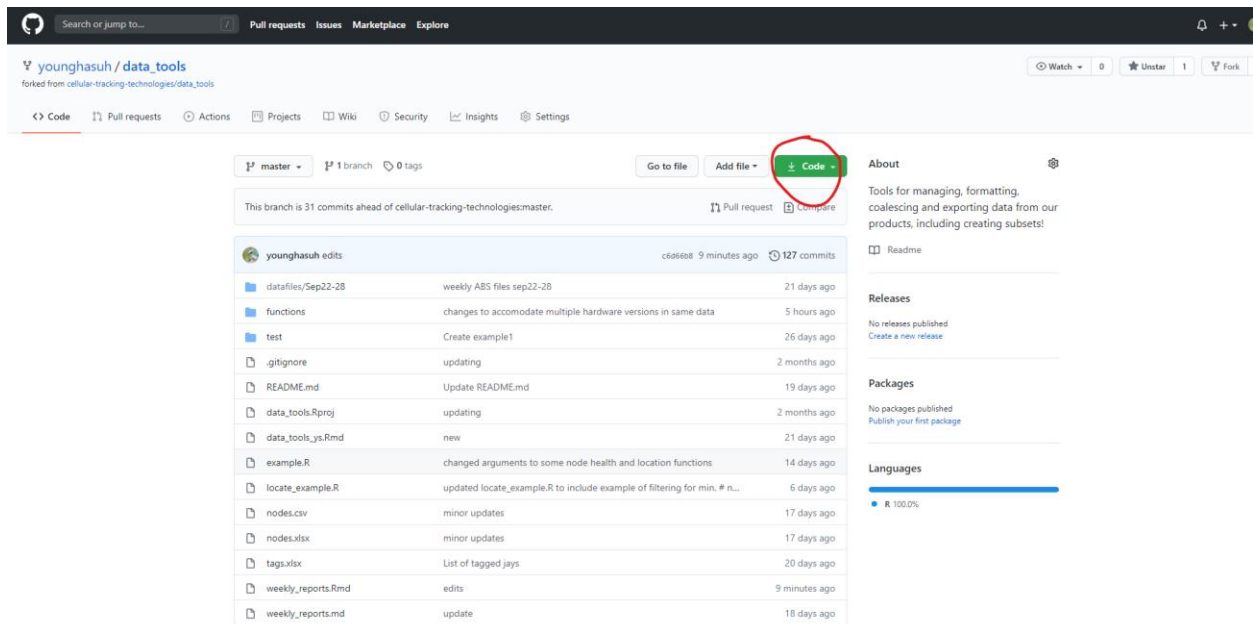 Search or jump to... /
Pull requests Issues Marketplace Explore
younghasuh / data_tools
forked from cellular-tracking-technologies/data_tools
Watch 0 Unstar 1 Fork
Code Pull requests Actions Projects Wiki Security Insights Settings
master 1 branch 0 tags Go to file Add file Code
This branch is 31 commits ahead of cellular-tracking-technologies:master. Pull request Compare
younghasuh edits c6d66b8 9 minutes ago 127 commits
datafiles/Sep22-28 weekly ABS files sep22-28 21 days ago
functions changes to accomodate multiple hardware versions in same data 5 hours ago
test Create example1 26 days ago
.gitignore updating 2 months ago
README.md Update README.md 19 days ago
data_tools.Rproj updating 2 months ago
data_tools_ys.Rmd new 21 days ago
example.R changed arguments to some node health and location functions 14 days ago
locate_example.R updated locate_example.R to include example of filtering for min. # n... 6 days ago
nodes.csv minor updates 17 days ago
nodes.xlsx minor updates 17 days ago
tags.xlsx List of tagged jays 20 days ago
weekly_reports.Rmd edits 9 minutes ago
weekly_reports.md update 18 days ago
About
Tools for managing, formatting,
coalescing and exporting data from our
products, including creating subsets!
Readme
Releases
No releases published
Create a new release
Packages
No packages published
Publish your first package
Languages
R 100.0%